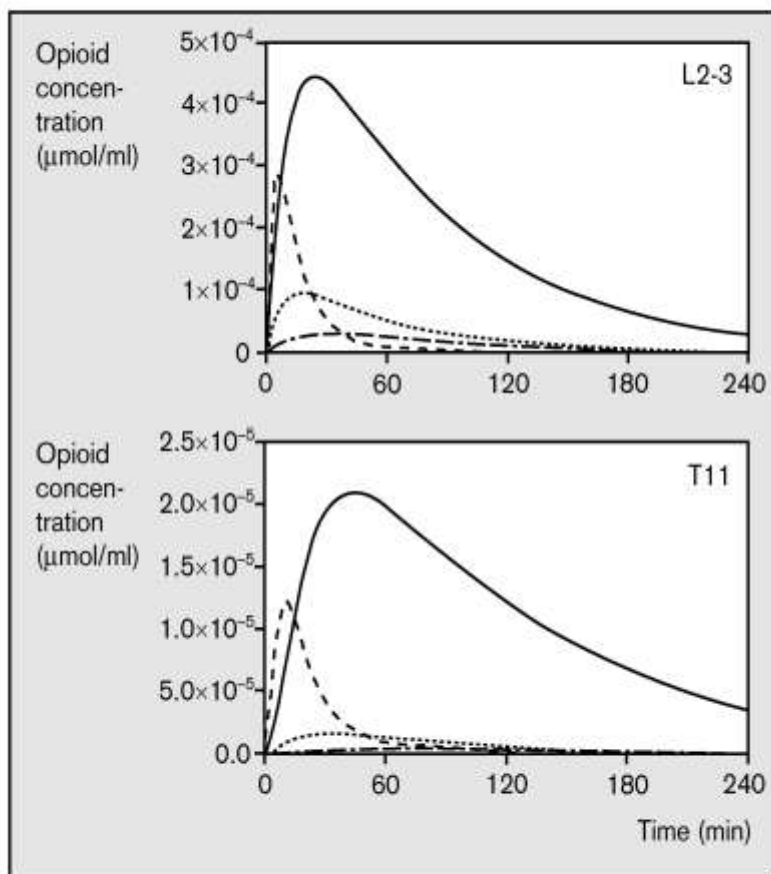 Opioid
concen-
tration
(μmol/ml)
5×10⁻⁴
4×10⁻⁴
3×10⁻⁴
2×10⁻⁴
1×10⁻⁴
0
L2-3
0 60 120 180 240
Opioid
concen-
tration
(μmol/ml)
2.5×10⁻⁵
2.0×10⁻⁵
1.5×10⁻⁵
1.0×10⁻⁵
5.0×10⁻⁵
0.0
T11
0 60 120 180 240
Time (min)